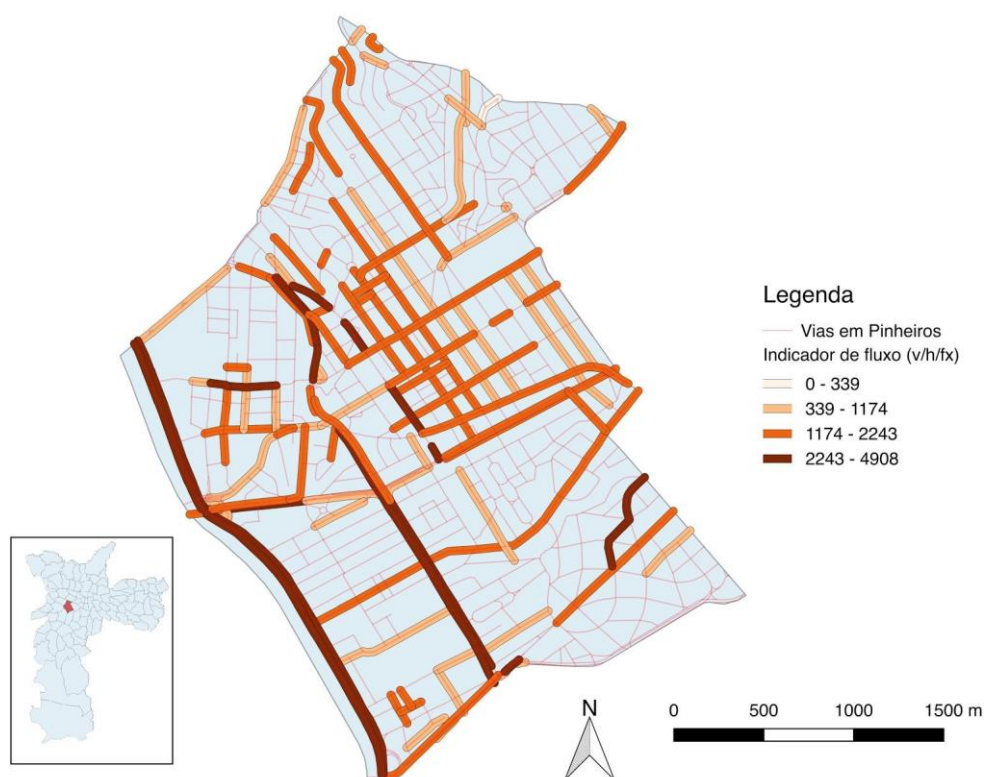 Legenda
Vias em Pinheiros
Indicador de fluxo (v/h/fx)
0 - 339
339 - 1174
1174 - 2243
2243 - 4908
N
0 500 1000 1500 m